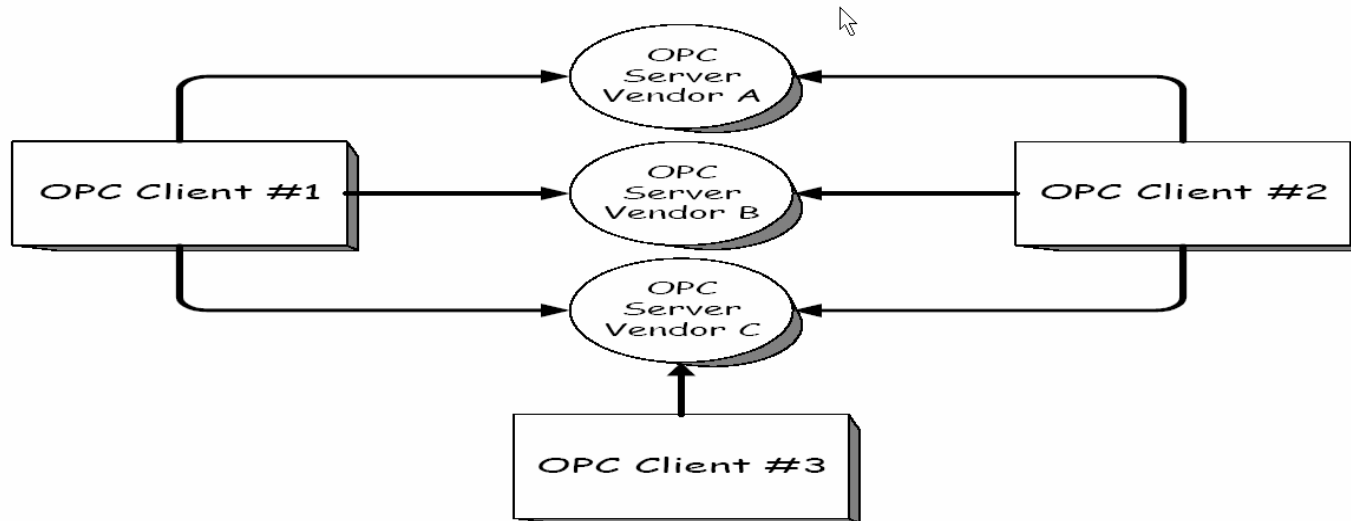 OPC
Server
Vendor A
OPC Client #1
OPC
Server
Vendor B
OPC Client #2
OPC
Server
Vendor C
OPC Client #3